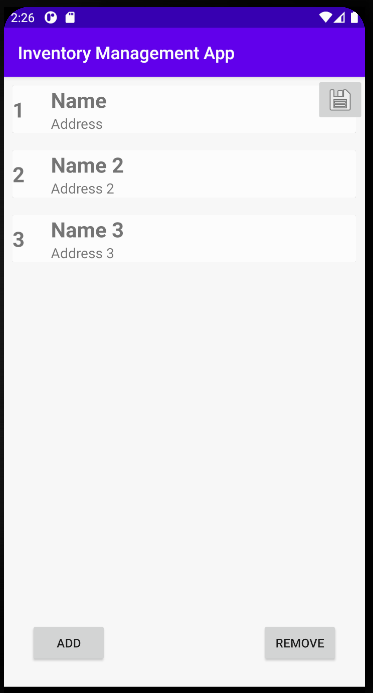 2:26
Inventory Management App
1
Name
Address
2
Name 2
Address 2
3
Name 3
Address 3
ADD
REMOVE